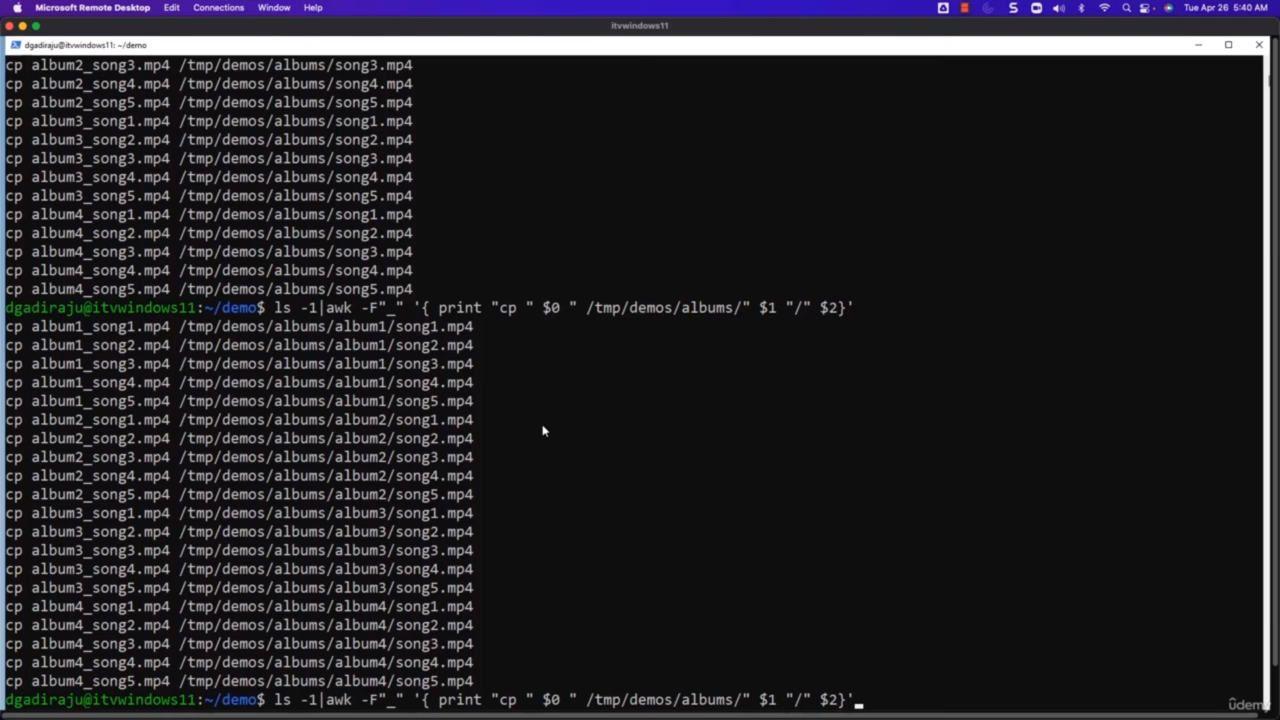 Microsoft Remote Desktop Edit Connections Window Help Tue Apr 26 5:40 AM
itvwindows11
dgadiraju@itvwindows11: ~/demo
cp album2_song3.mp4 /tmp/demos/albums/song3.mp4
cp album2_song4.mp4 /tmp/demos/albums/song4.mp4
cp album2_song5.mp4 /tmp/demos/albums/song5.mp4
cp album3_song1.mp4 /tmp/demos/albums/song1.mp4
cp album3_song2.mp4 /tmp/demos/albums/song2.mp4
cp album3_song3.mp4 /tmp/demos/albums/song3.mp4
cp album3_song4.mp4 /tmp/demos/albums/song4.mp4
cp album3_song5.mp4 /tmp/demos/albums/song5.mp4
cp album4_song1.mp4 /tmp/demos/albums/song1.mp4
cp album4_song2.mp4 /tmp/demos/albums/song2.mp4
cp album4_song3.mp4 /tmp/demos/albums/song3.mp4
cp album4_song4.mp4 /tmp/demos/albums/song4.mp4
cp album4_song5.mp4 /tmp/demos/albums/song5.mp4
dgadiraju@itvwindows11:~/demo$ ls -1|awk -F"_" '{ print "cp " $0 " /tmp/demos/albums/" $1 "/" $2}'
cp album1_song1.mp4 /tmp/demos/albums/album1/song1.mp4
cp album1_song2.mp4 /tmp/demos/albums/album1/song2.mp4
cp album1_song3.mp4 /tmp/demos/albums/album1/song3.mp4
cp album1_song4.mp4 /tmp/demos/albums/album1/song4.mp4
cp album1_song5.mp4 /tmp/demos/albums/album1/song5.mp4
cp album2_song1.mp4 /tmp/demos/albums/album2/song1.mp4
cp album2_song2.mp4 /tmp/demos/albums/album2/song2.mp4
cp album2_song3.mp4 /tmp/demos/albums/album2/song3.mp4
cp album2_song4.mp4 /tmp/demos/albums/album2/song4.mp4
cp album2_song5.mp4 /tmp/demos/albums/album2/song5.mp4
cp album3_song1.mp4 /tmp/demos/albums/album3/song1.mp4
cp album3_song2.mp4 /tmp/demos/albums/album3/song2.mp4
cp album3_song3.mp4 /tmp/demos/albums/album3/song3.mp4
cp album3_song4.mp4 /tmp/demos/albums/album3/song4.mp4
cp album3_song5.mp4 /tmp/demos/albums/album3/song5.mp4
cp album4_song1.mp4 /tmp/demos/albums/album4/song1.mp4
cp album4_song2.mp4 /tmp/demos/albums/album4/song2.mp4
cp album4_song3.mp4 /tmp/demos/albums/album4/song3.mp4
cp album4_song4.mp4 /tmp/demos/albums/album4/song4.mp4
cp album4_song5.mp4 /tmp/demos/albums/album4/song5.mp4
dgadiraju@itvwindows11:~/demo$ ls -1|awk -F"_" '{ print "cp " $0 " /tmp/demos/albums/" $1 "/" $2}'
ûdemy